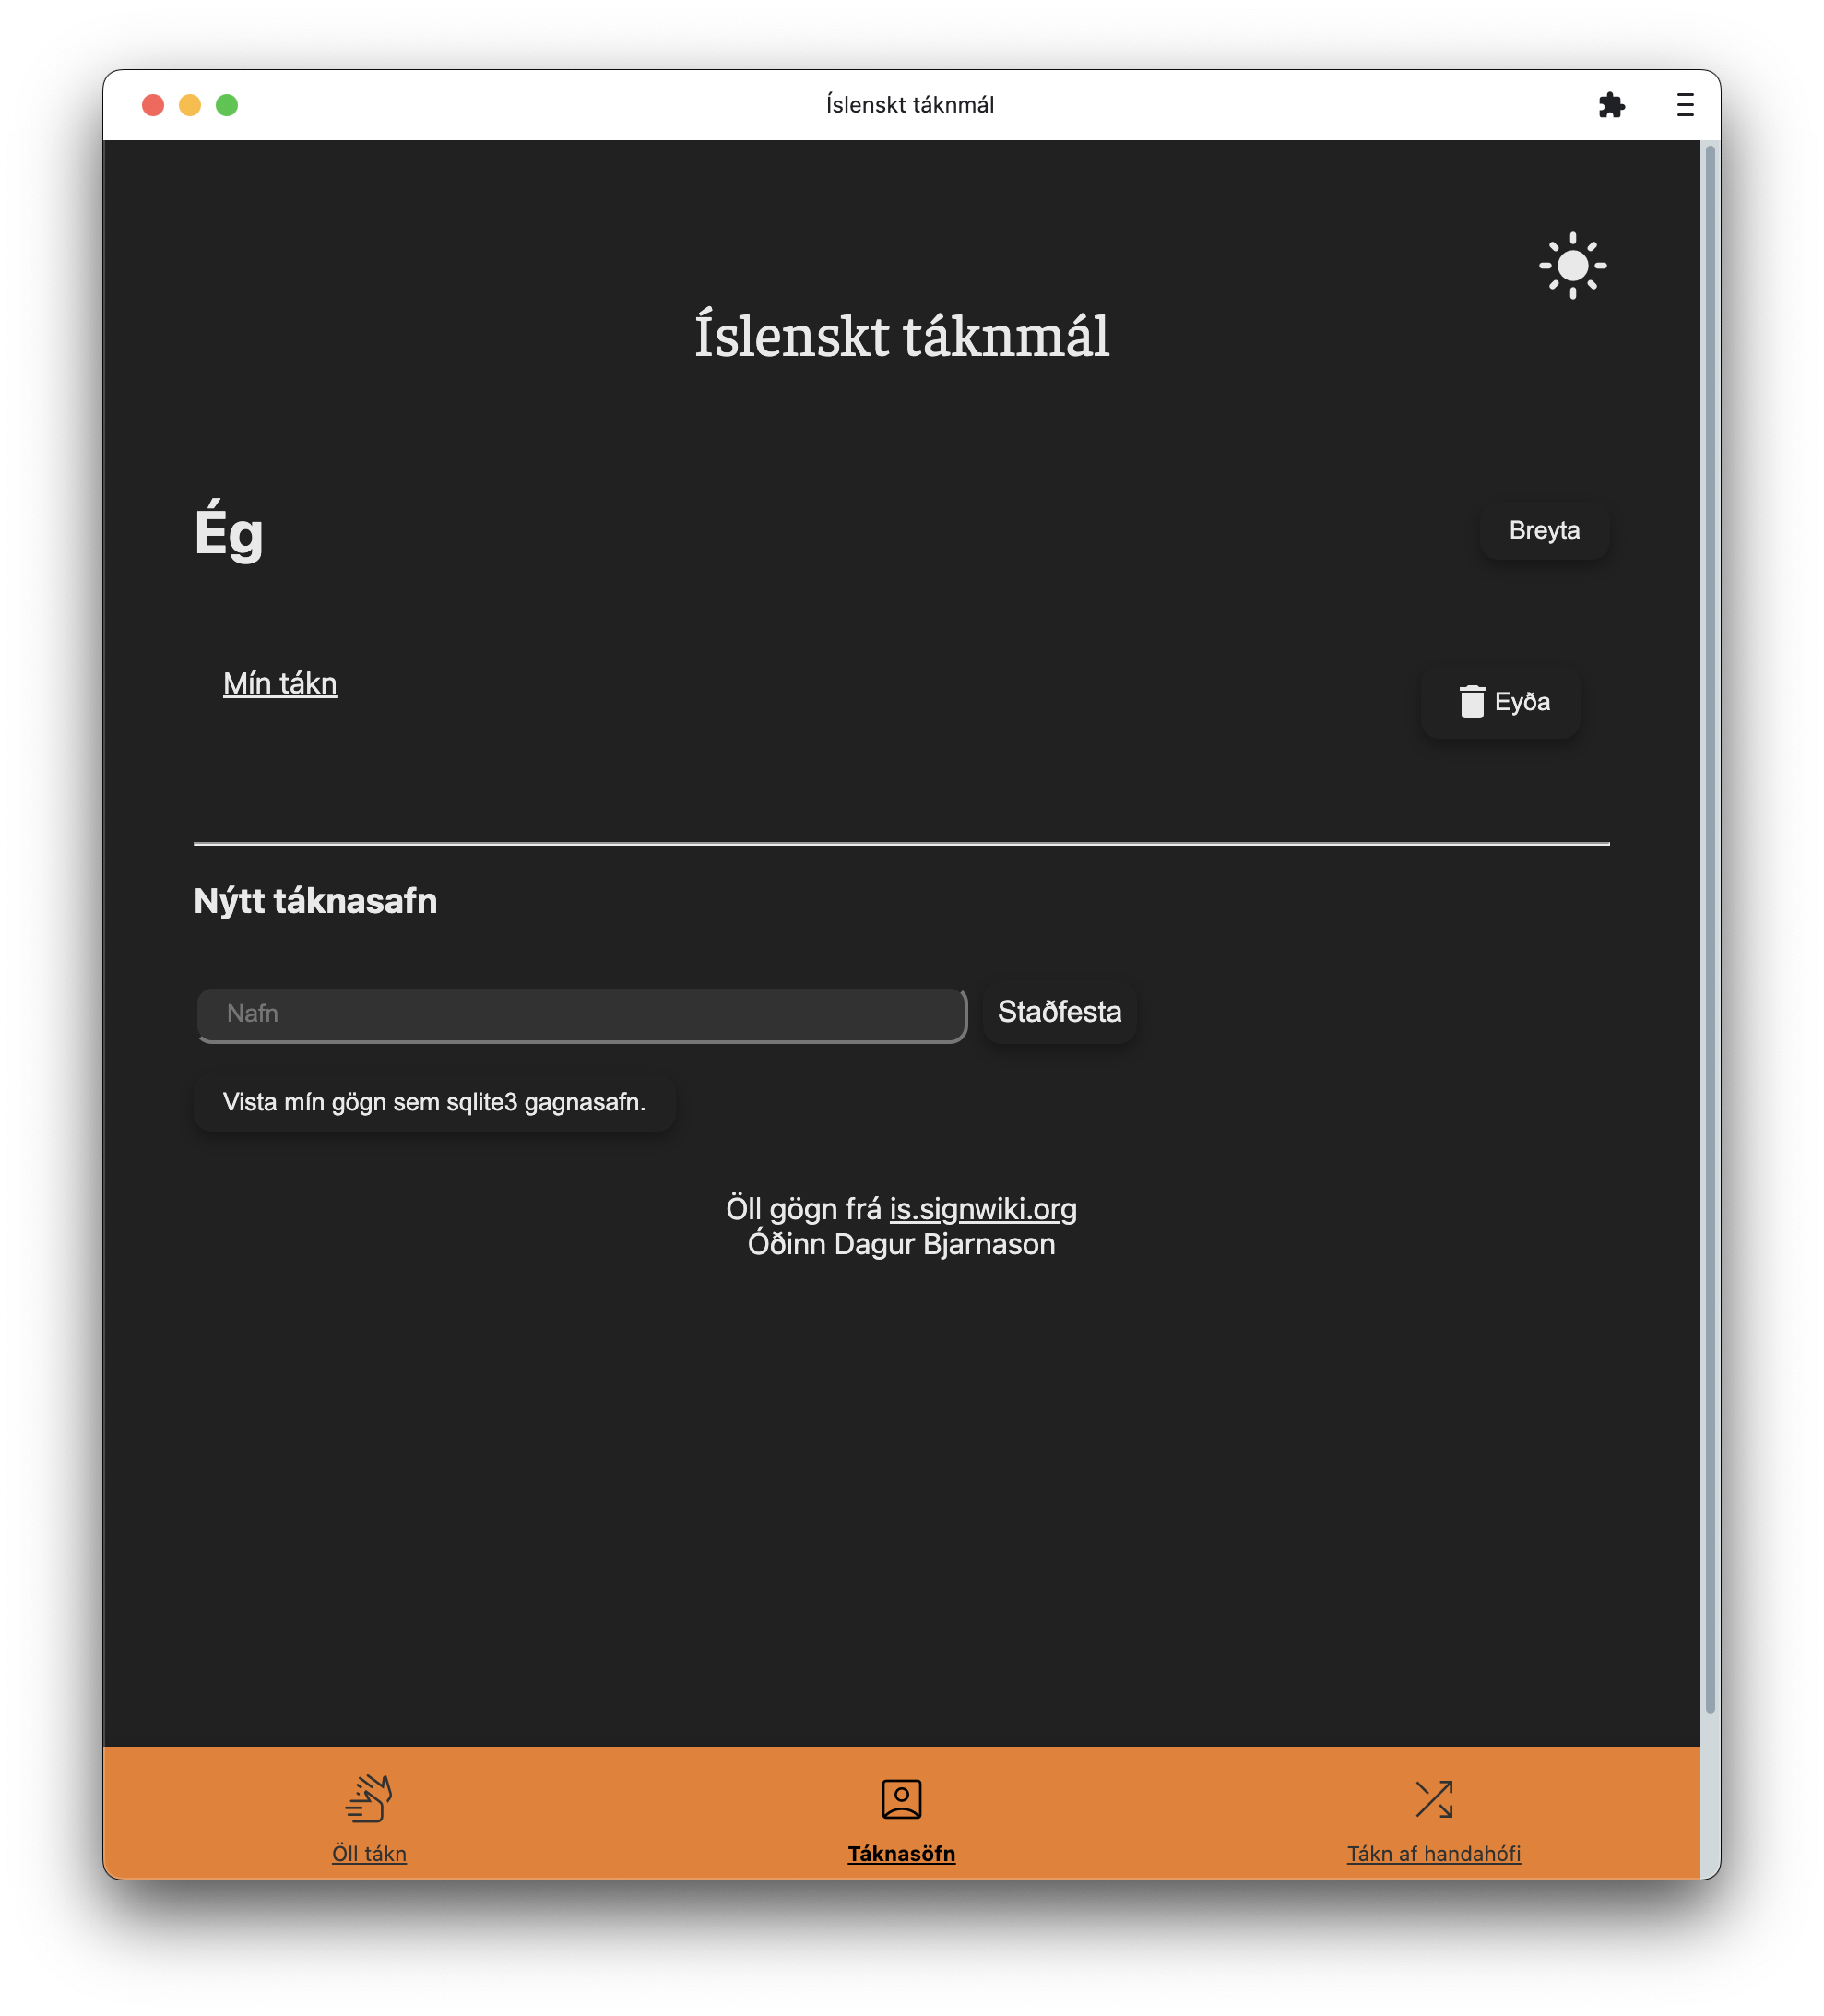 Íslenskt táknmál
Íslenskt táknmál
Ég
Breyta
Mín tákn
Eyða
Nýtt táknasafn
Nafn
Staðfesta
Vista mín gögn sem sqlite3 gagnasafn.
Öll gögn frá is.signwiki.org
Óðinn Dagur Bjarnason
Öll tákn
Táknasöfn
Tákn af handahófi